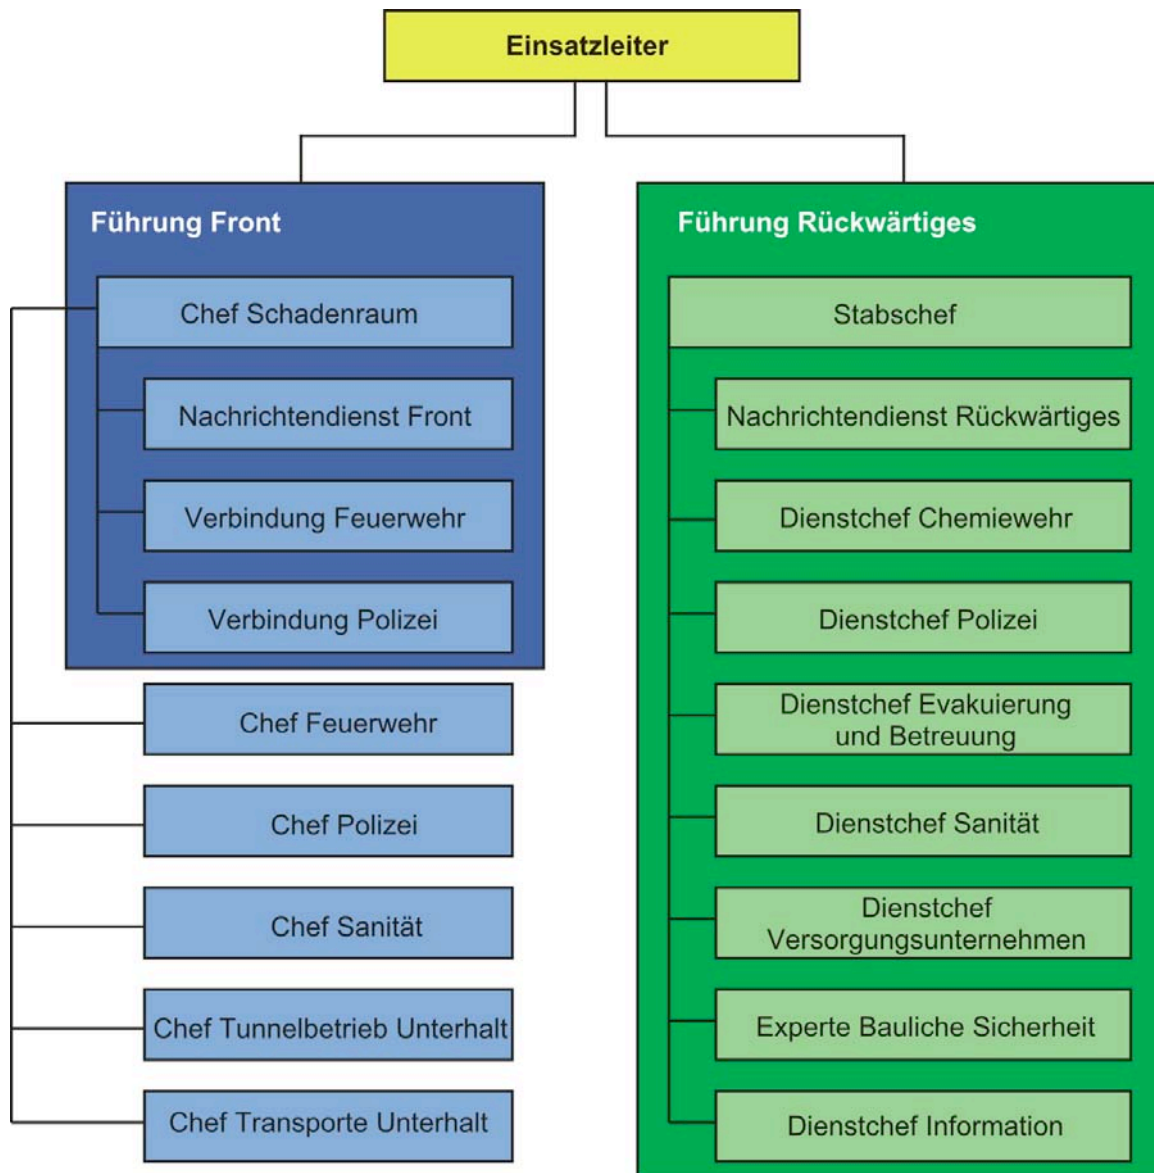 Einsatzleiter
Führung Front
Chef Schadenraum
Nachrichtendienst Front
Verbindung Feuerwehr
Verbindung Polizei
Chef Feuerwehr
Chef Polizei
Chef Sanität
Chef Tunnelbetrieb Unterhalt
Chef Transporte Unterhalt
Führung Rückwärtiges
Stabschef
Nachrichtendienst Rückwärtiges
Dienstchef Chemiewehr
Dienstchef Polizei
Dienstchef Evakuierung
und Betreuung
Dienstchef Sanität
Dienstchef
Versorgungsunternehmen
Experte Bauliche Sicherheit
Dienstchef Information